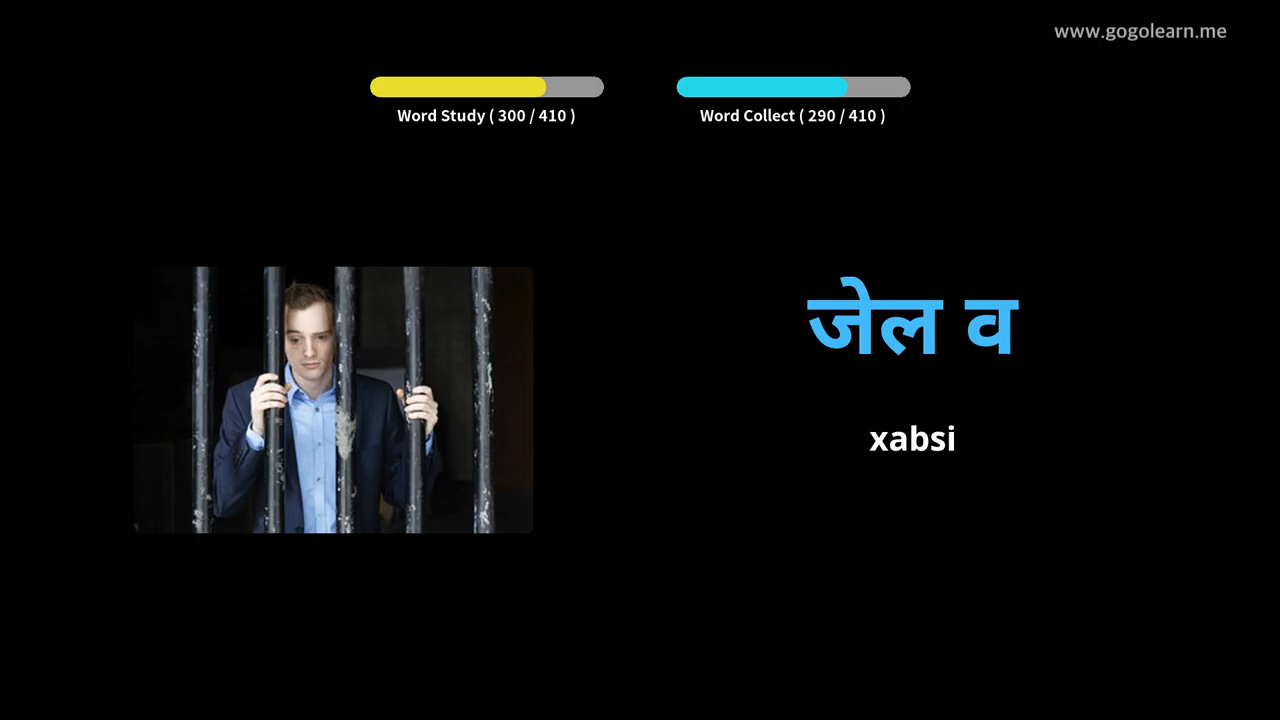 www.gogolearn.me
Word Study ( 300 / 410 )
Word Collect ( 290 / 410 )
जेल व
xabsi